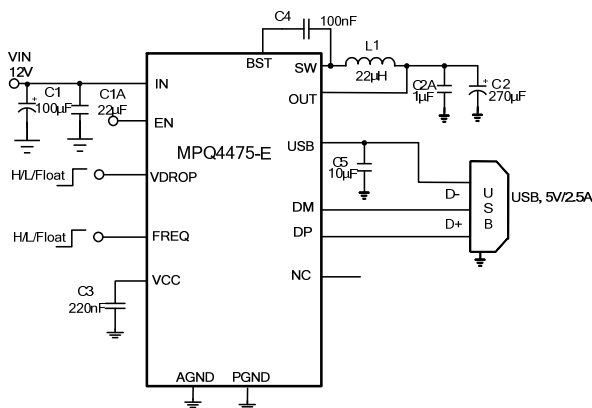 C4
100nF
VIN
12V
BST
SW
L1
22µH
C1
100µF
C1A
22µF
IN
OUT
C2A
1µF
C2
270µF
EN
MPQ4475-E
USB
H/L/Float
VDROP
C5
10µF
D-
USB
USB, 5V/2.5A
DM
D+
H/L/Float
FREQ
DP
VCC
NC
C3
220nF
AGND
PGND
+
+